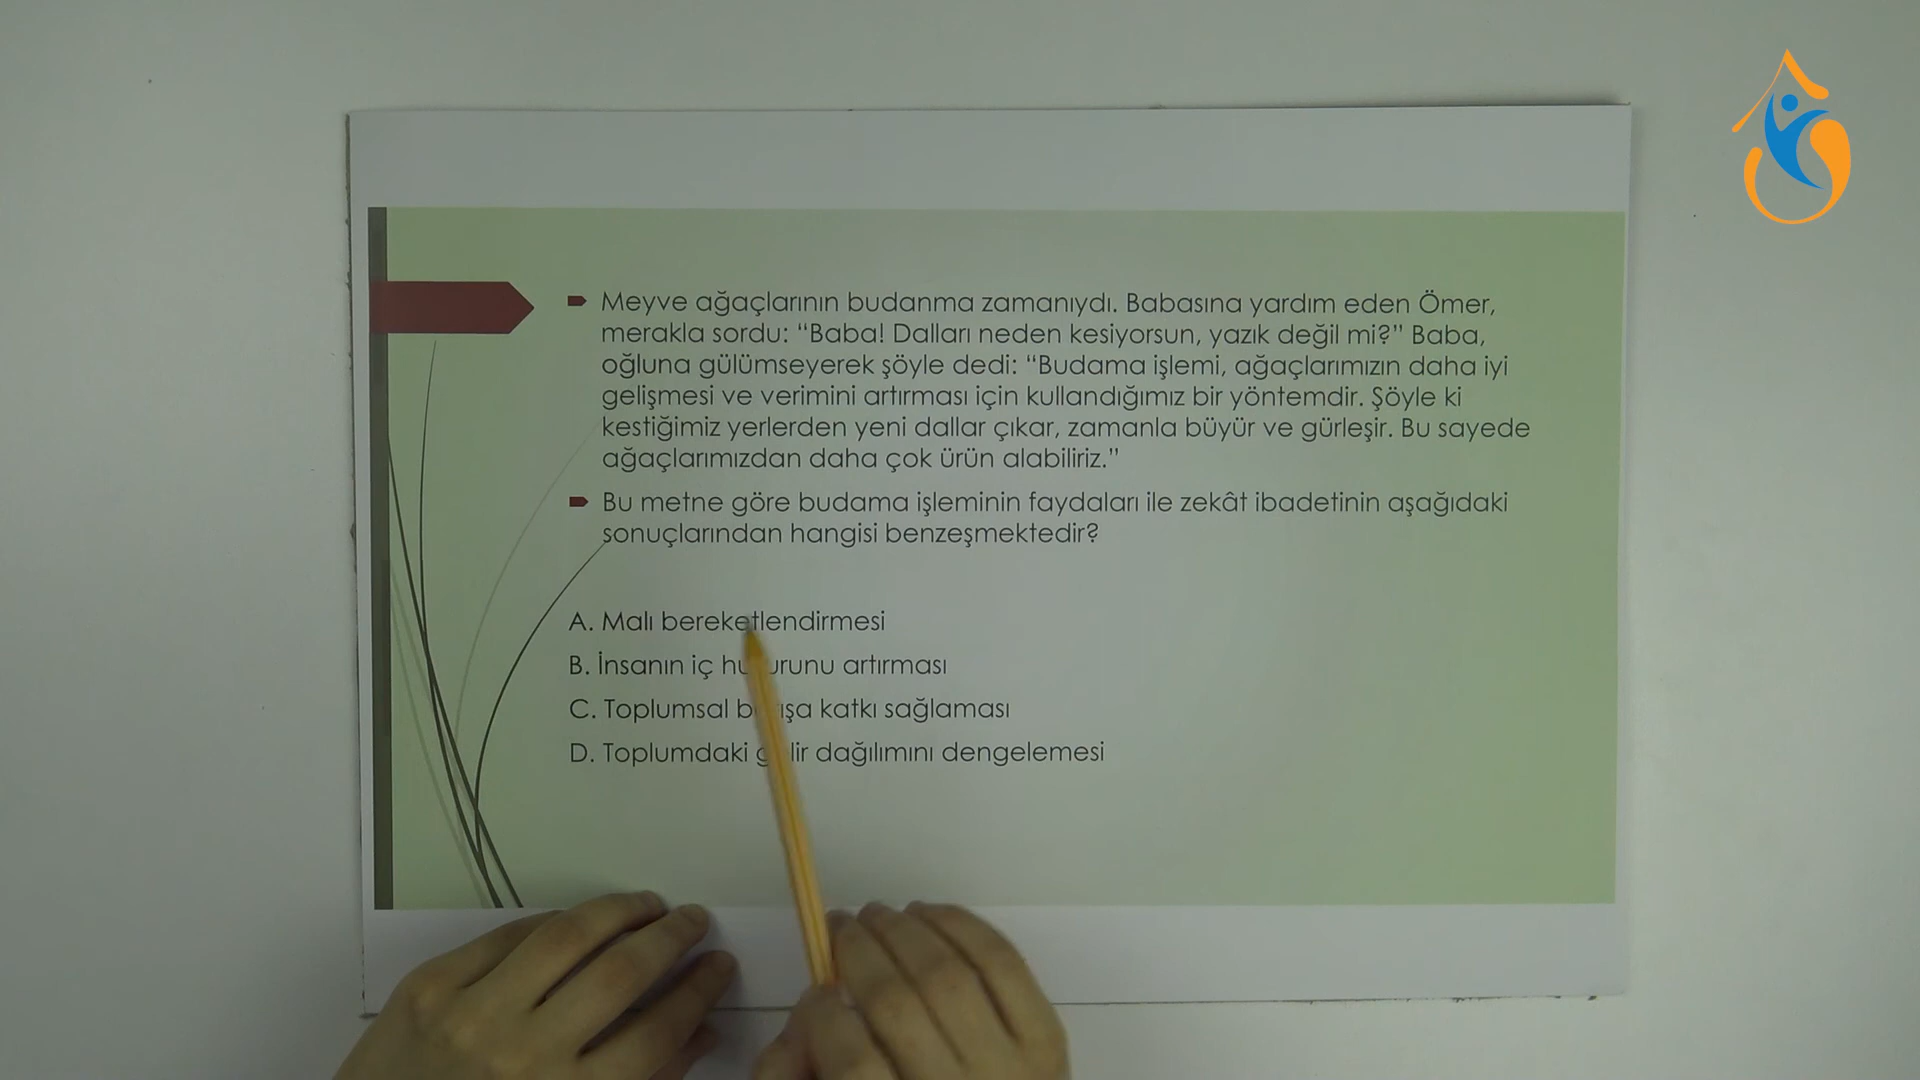 Meyve ağaçlarının budanma zamanıydı. Babasına yardım eden Ömer,
merakla sordu: “Baba! Dalları neden kesiyorsun, yazık değil mi?” Baba,
oğluna gülümseyerek şöyle dedi: “Budama işlemi, ağaçlarımızın daha iyi
gelişmesi ve verimini artırması için kullandığımız bir yöntemdir. Şöyle ki
kestiğimiz yerlerden yeni dallar çıkar, zamanla büyür ve gürleşir. Bu sayede
ağaçlarımızdan daha çok ürün alabiliriz.”
Bu metne göre budama işleminin faydaları ile zekât ibadetinin aşağıdaki
sonuçlarından hangisi benzeşmektedir?
A. Malı bereketlendirmesi
B. İnsanın iç huzurunu artırması
C. Toplumsal barışa katkı sağlaması
D. Toplumdaki gelir dağılımını dengelemesi